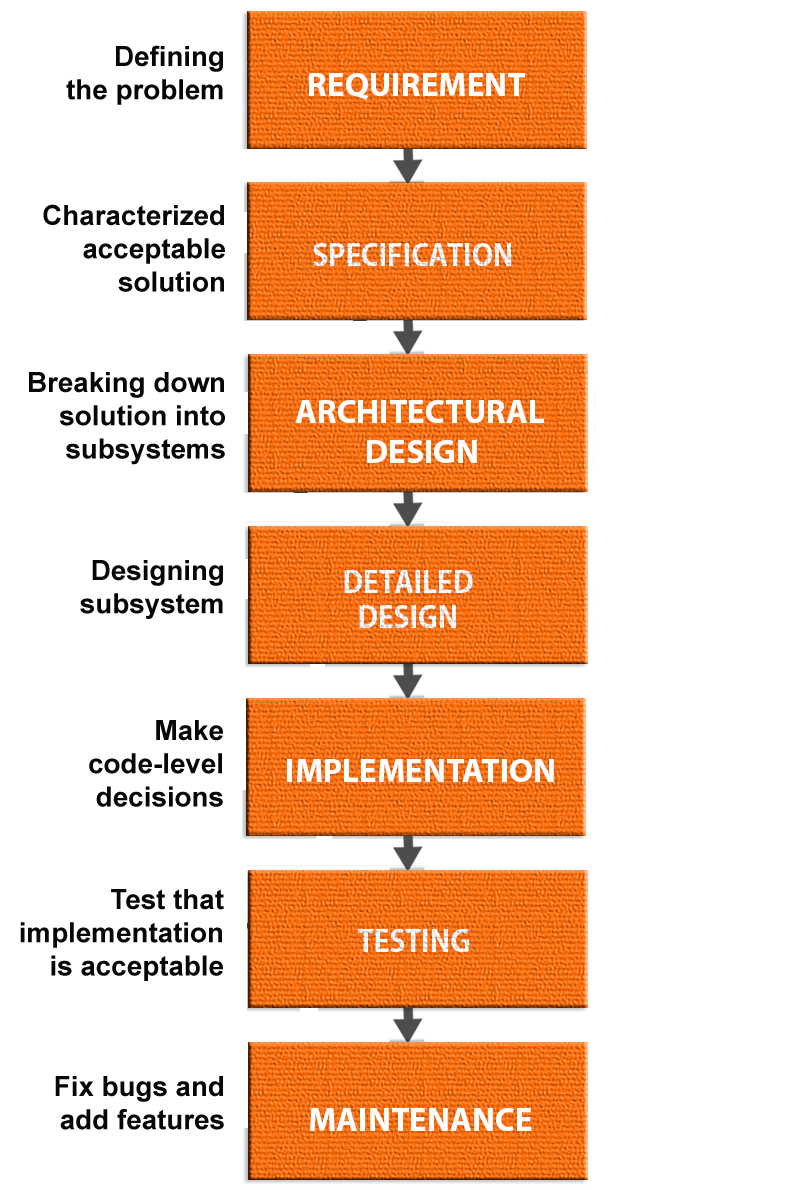 Defining
the problem
REQUIREMENT
Characterized
acceptable
solution
SPECIFICATION
Breaking down
solution into
subsystems
ARCHITECTURAL
DESIGN
Designing
subsystem
DETAILED
DESIGN
Make
code-level
decisions
IMPLEMENTATION
Test that
implementation
is acceptable
TESTING
Fix bugs and
add features
MAINTENANCE